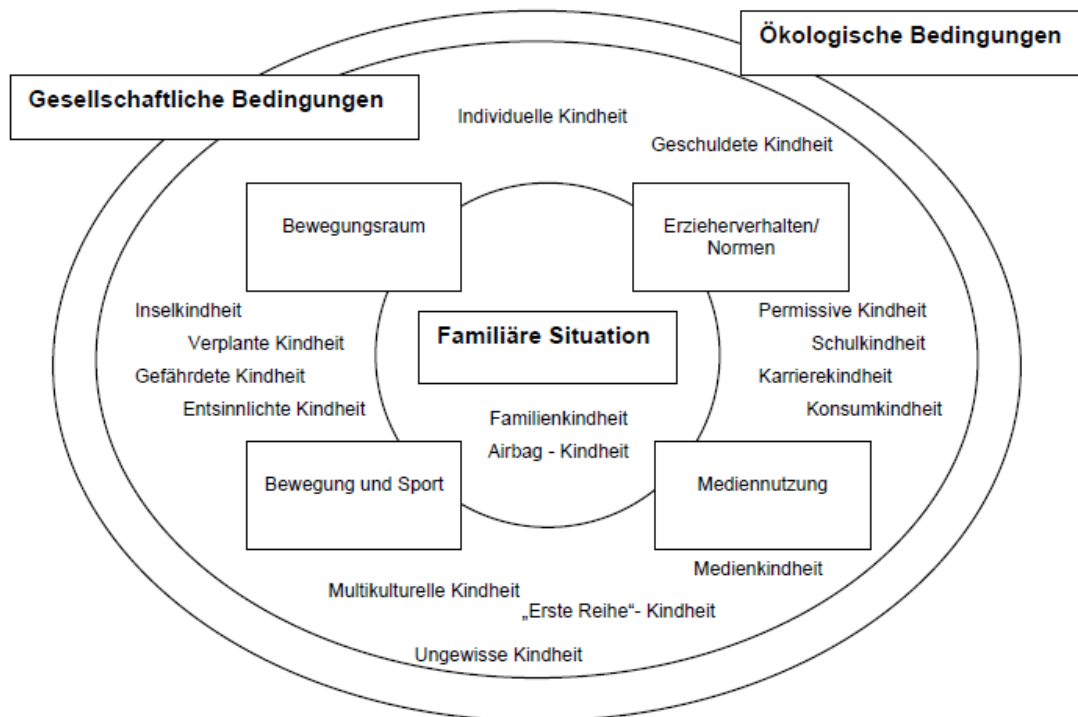 Ökologische Bedingungen
Gesellschaftliche Bedingungen
Individuelle Kindheit
Geschuldete Kindheit
Bewegungsraum
Erzieherverhalten/
Normen
Inselkindheit
Verplante Kindheit
Gefährdete Kindheit
Entsinnlichte Kindheit
Familiäre Situation
Familienkindheit
Airbag - Kindheit
Permissive Kindheit
Schulkindheit
Karrierekindheit
Konsumkindheit
Bewegung und Sport
Mediennutzung
Medienkindheit
Multikulturelle Kindheit
„Erste Reihe“- Kindheit
Ungewisse Kindheit